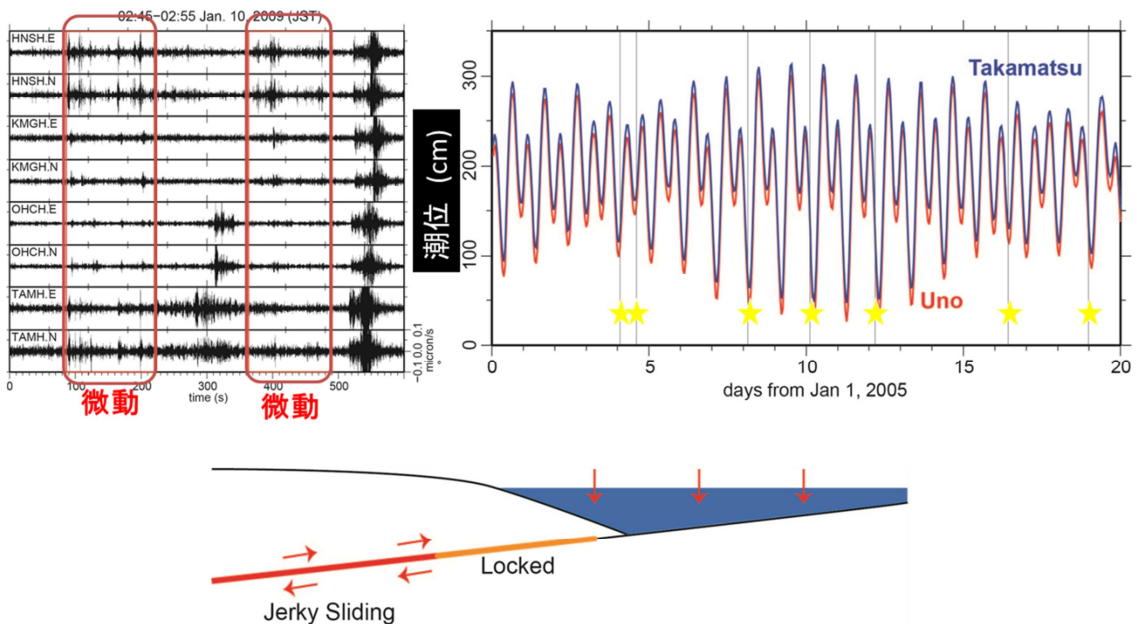 02:45−02:55 Jan. 10, 2009 (JST)
HNSH.E
HNSH.N
KMGH.E
KMGH.N
OHCH.E
OHCH.N
TAMH.E
TAMH.N
−0.1 0.0 0.1
micron/s
0 100 200 300 400 500
time (s)
微動
微動
潮位 (cm)
300
200
100
0
Takamatsu
Uno
0 5 10 15 20
days from Jan 1, 2005
Locked
Jerky Sliding